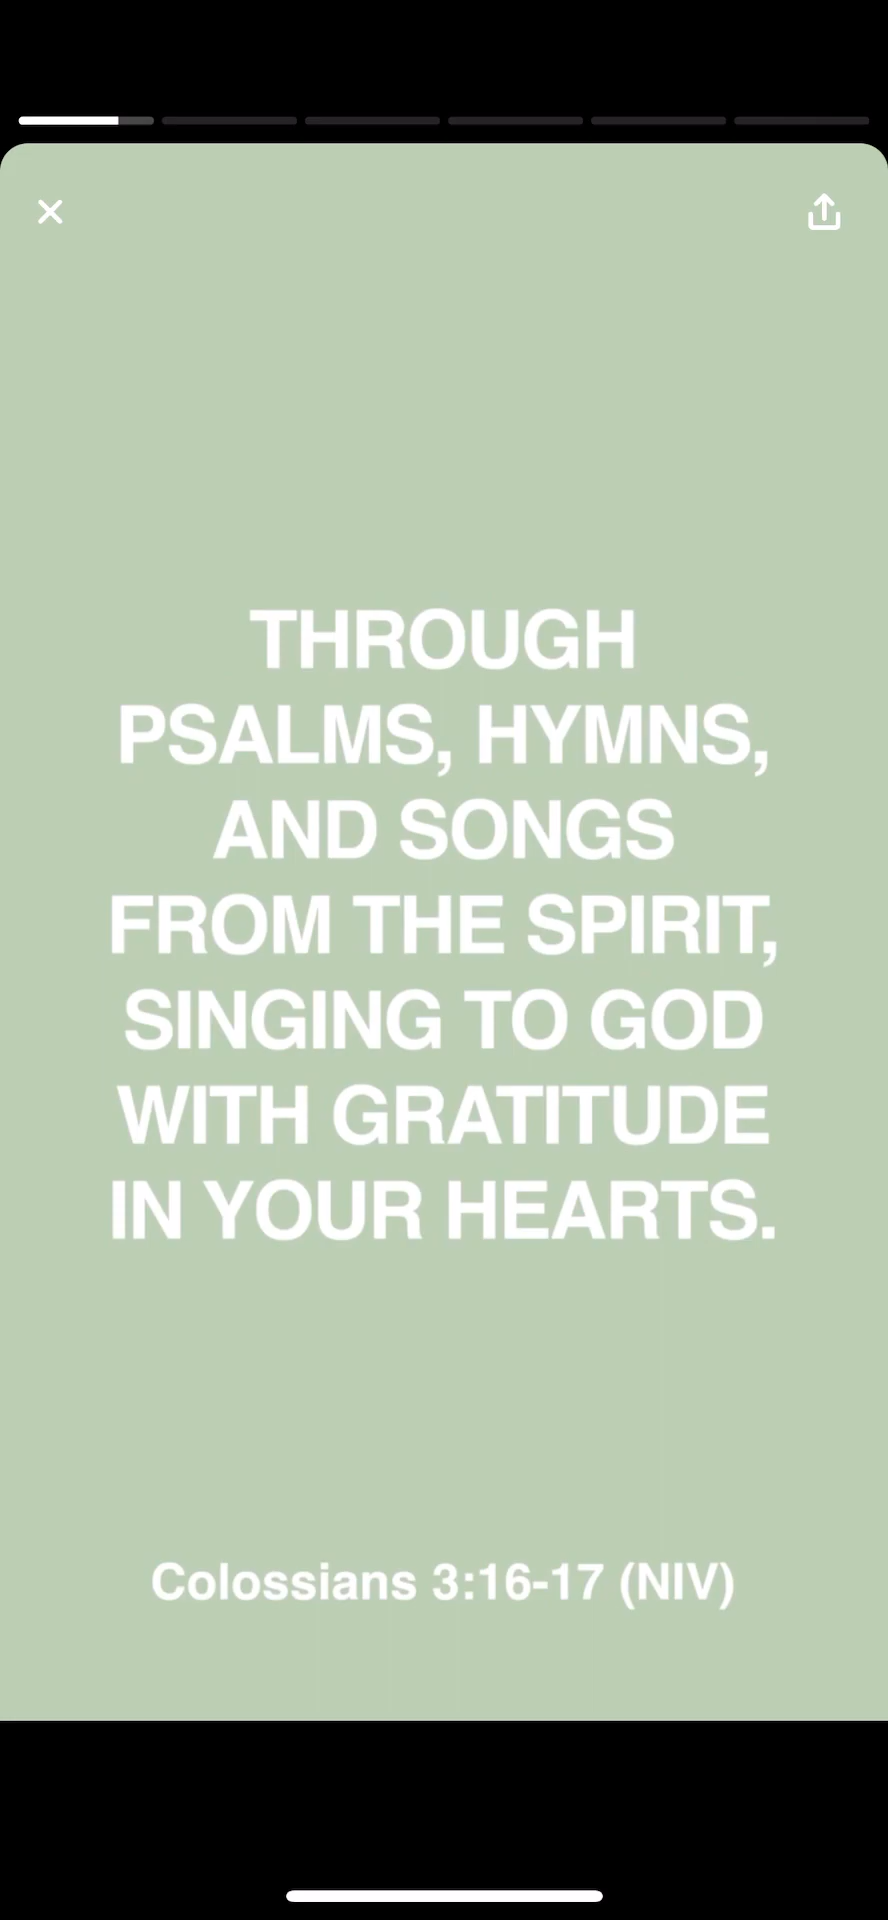 THROUGH
PSALMS, HYMNS,
AND SONGS
FROM THE SPIRIT,
SINGING TO GOD
WITH GRATITUDE
IN YOUR HEARTS.
Colossians 3:16-17 (NIV)